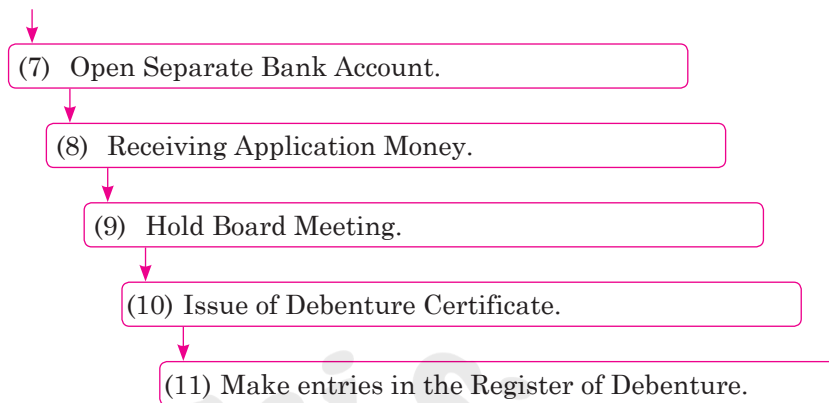 (7) Open Separate Bank Account.
(8) Receiving Application Money.
(9) Hold Board Meeting.
(10) Issue of Debenture Certificate.
(11) Make entries in the Register of Debenture.